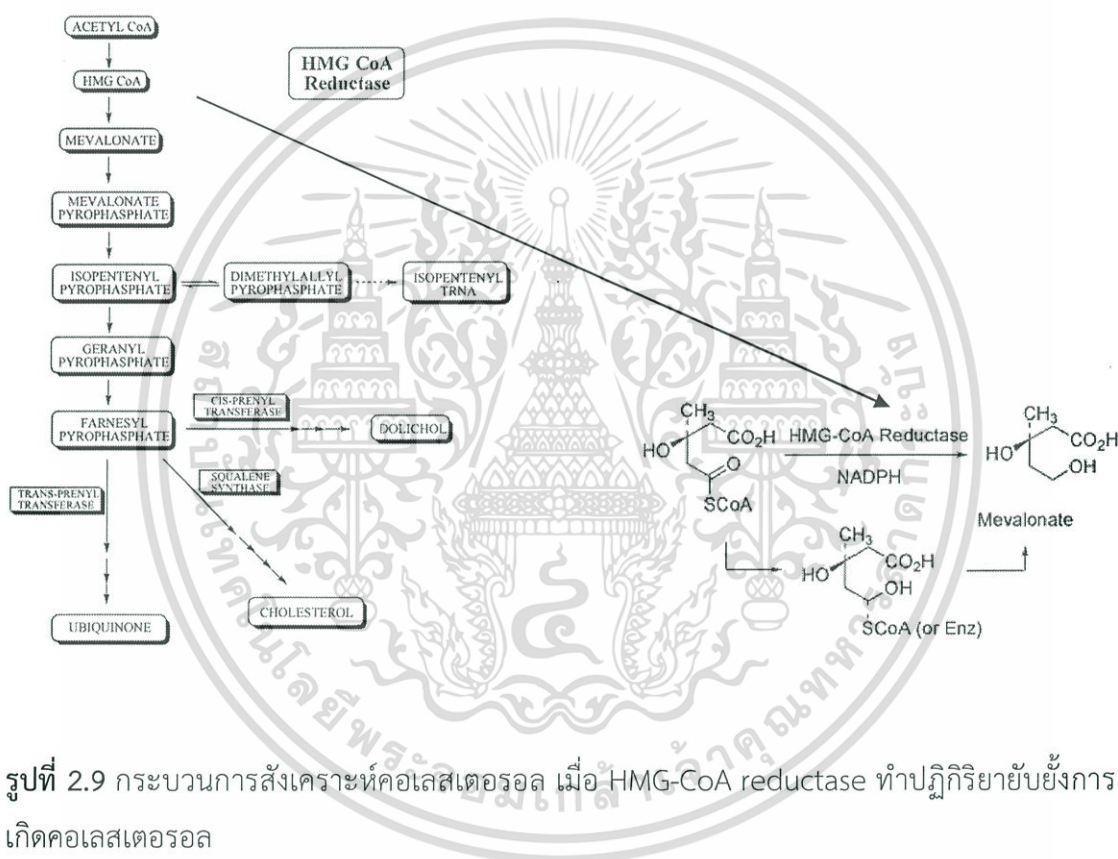 ACETYL CoA
HMG CoA
Reductase
HMG CoA
MEVALONATE
MEVALONATE
PYROPHASPHATE
ISOPENTENYL
PYROPHASPHATE
DIMETHYLALLYL
PYROPHASPHATE
ISOPENTENYL
TRNA
GERANYL
PYROPHASPHATE
FARNESYL
PYROPHASPHATE
CIS-PRENYL
TRANSFERASE
DOLICHOL
SQUALENE
SYNTHASE
TRANS-PRENYL
TRANSFERASE
UBIQUINONE
CHOLESTEROL
CH3
HO
CO2H
O
SCoA
HMG-CoA Reductase
NADPH
CH3
HO
CO2H
OH
Mevalonate
CH3
HO
CO2H
OH
SCoA (or Enz)
รูปที่ 2.9 กระบวนการสังเคราะห์คอเลสเตอรอล เมื่อ HMG-CoA reductase ทำปฏิกิริยายับยั้งการ
เกิดคอเลสเตอรอล